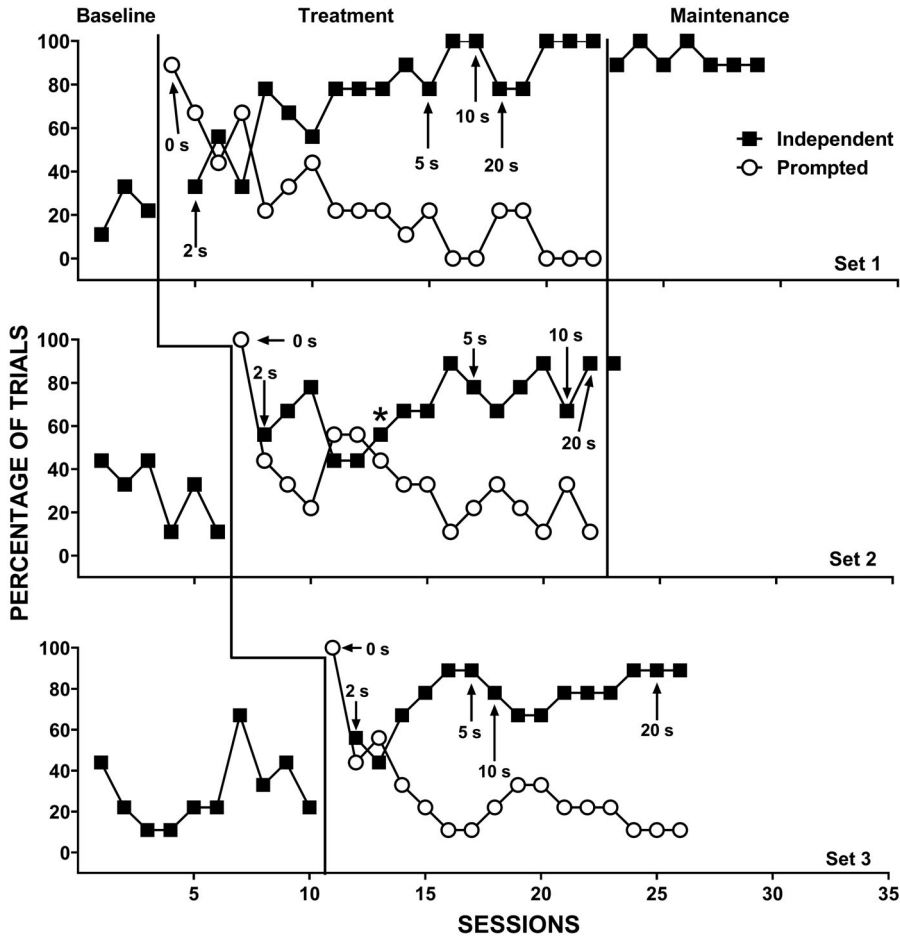 Baseline Treatment Maintenance
100
80
60
40
20
0
0 s
2 s
5 s
10 s
20 s
Independent
Prompted
Set 1
PERCENTAGE OF TRIALS
100
80
60
40
20
0
0 s
2 s
*
5 s
10 s
20 s
Set 2
100
80
60
40
20
0
0 s
2 s
5 s
10 s
20 s
Set 3
5 10 15 20 25 30 35
SESSIONS